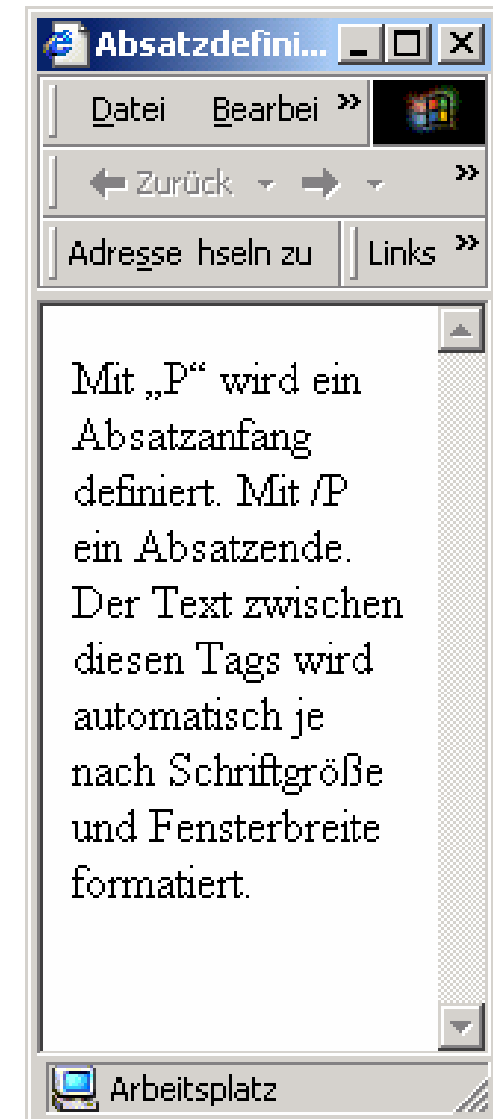 Absatzdefini...
Datei Bearbei »
Zurück »
Adresse hseln zu Links »
Mit „P“ wird ein
Absatzanfang
definiert. Mit /P
ein Absatzende.
Der Text zwischen
diesen Tags wird
automatisch je
nach Schriftgröße
und Fensterbreite
formatiert.
Arbeitsplatz